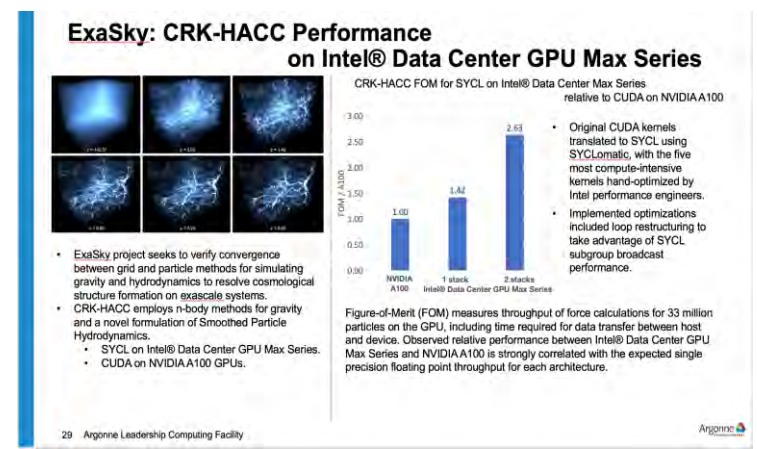 ExaSky: CRK-HACC Performance
on Intel® Data Center GPU Max Series
• ExaSky project seeks to verify convergence
between grid and particle methods for simulating
gravity and hydrodynamics to resolve cosmological
structure formation on exascale systems.
• CRK-HACC employs n-body methods for gravity
and a novel formulation of Smoothed Particle
Hydrodynamics.
• SYCL on Intel® Data Center GPU Max Series.
• CUDA on NVIDIA A100 GPUs.
CRK-HACC FOM for SYCL on Intel® Data Center Max Series
relative to CUDA on NVIDIA A100
3.00
2.50
2.00
1.50
1.00
0.50
0.00
FOM / A100
1.00
1.42
2.63
NVIDIA
A100
1 stack
2 stacks
Intel® Data Center GPU Max Series
• Original CUDA kernels
translated to SYCL using
SYCLomatic, with the five
most compute-intensive
kernels hand-optimized by
Intel performance engineers.
• Implemented optimizations
included loop restructuring to
take advantage of SYCL
subgroup broadcast
performance.
Figure-of-Merit (FOM) measures throughput of force calculations for 33 million
particles on the GPU, including time required for data transfer between host
and device. Observed relative performance between Intel® Data Center GPU
Max Series and NVIDIA A100 is strongly correlated with the expected single
precision floating point throughput for each architecture.
29 Argonne Leadership Computing Facility
Argonne